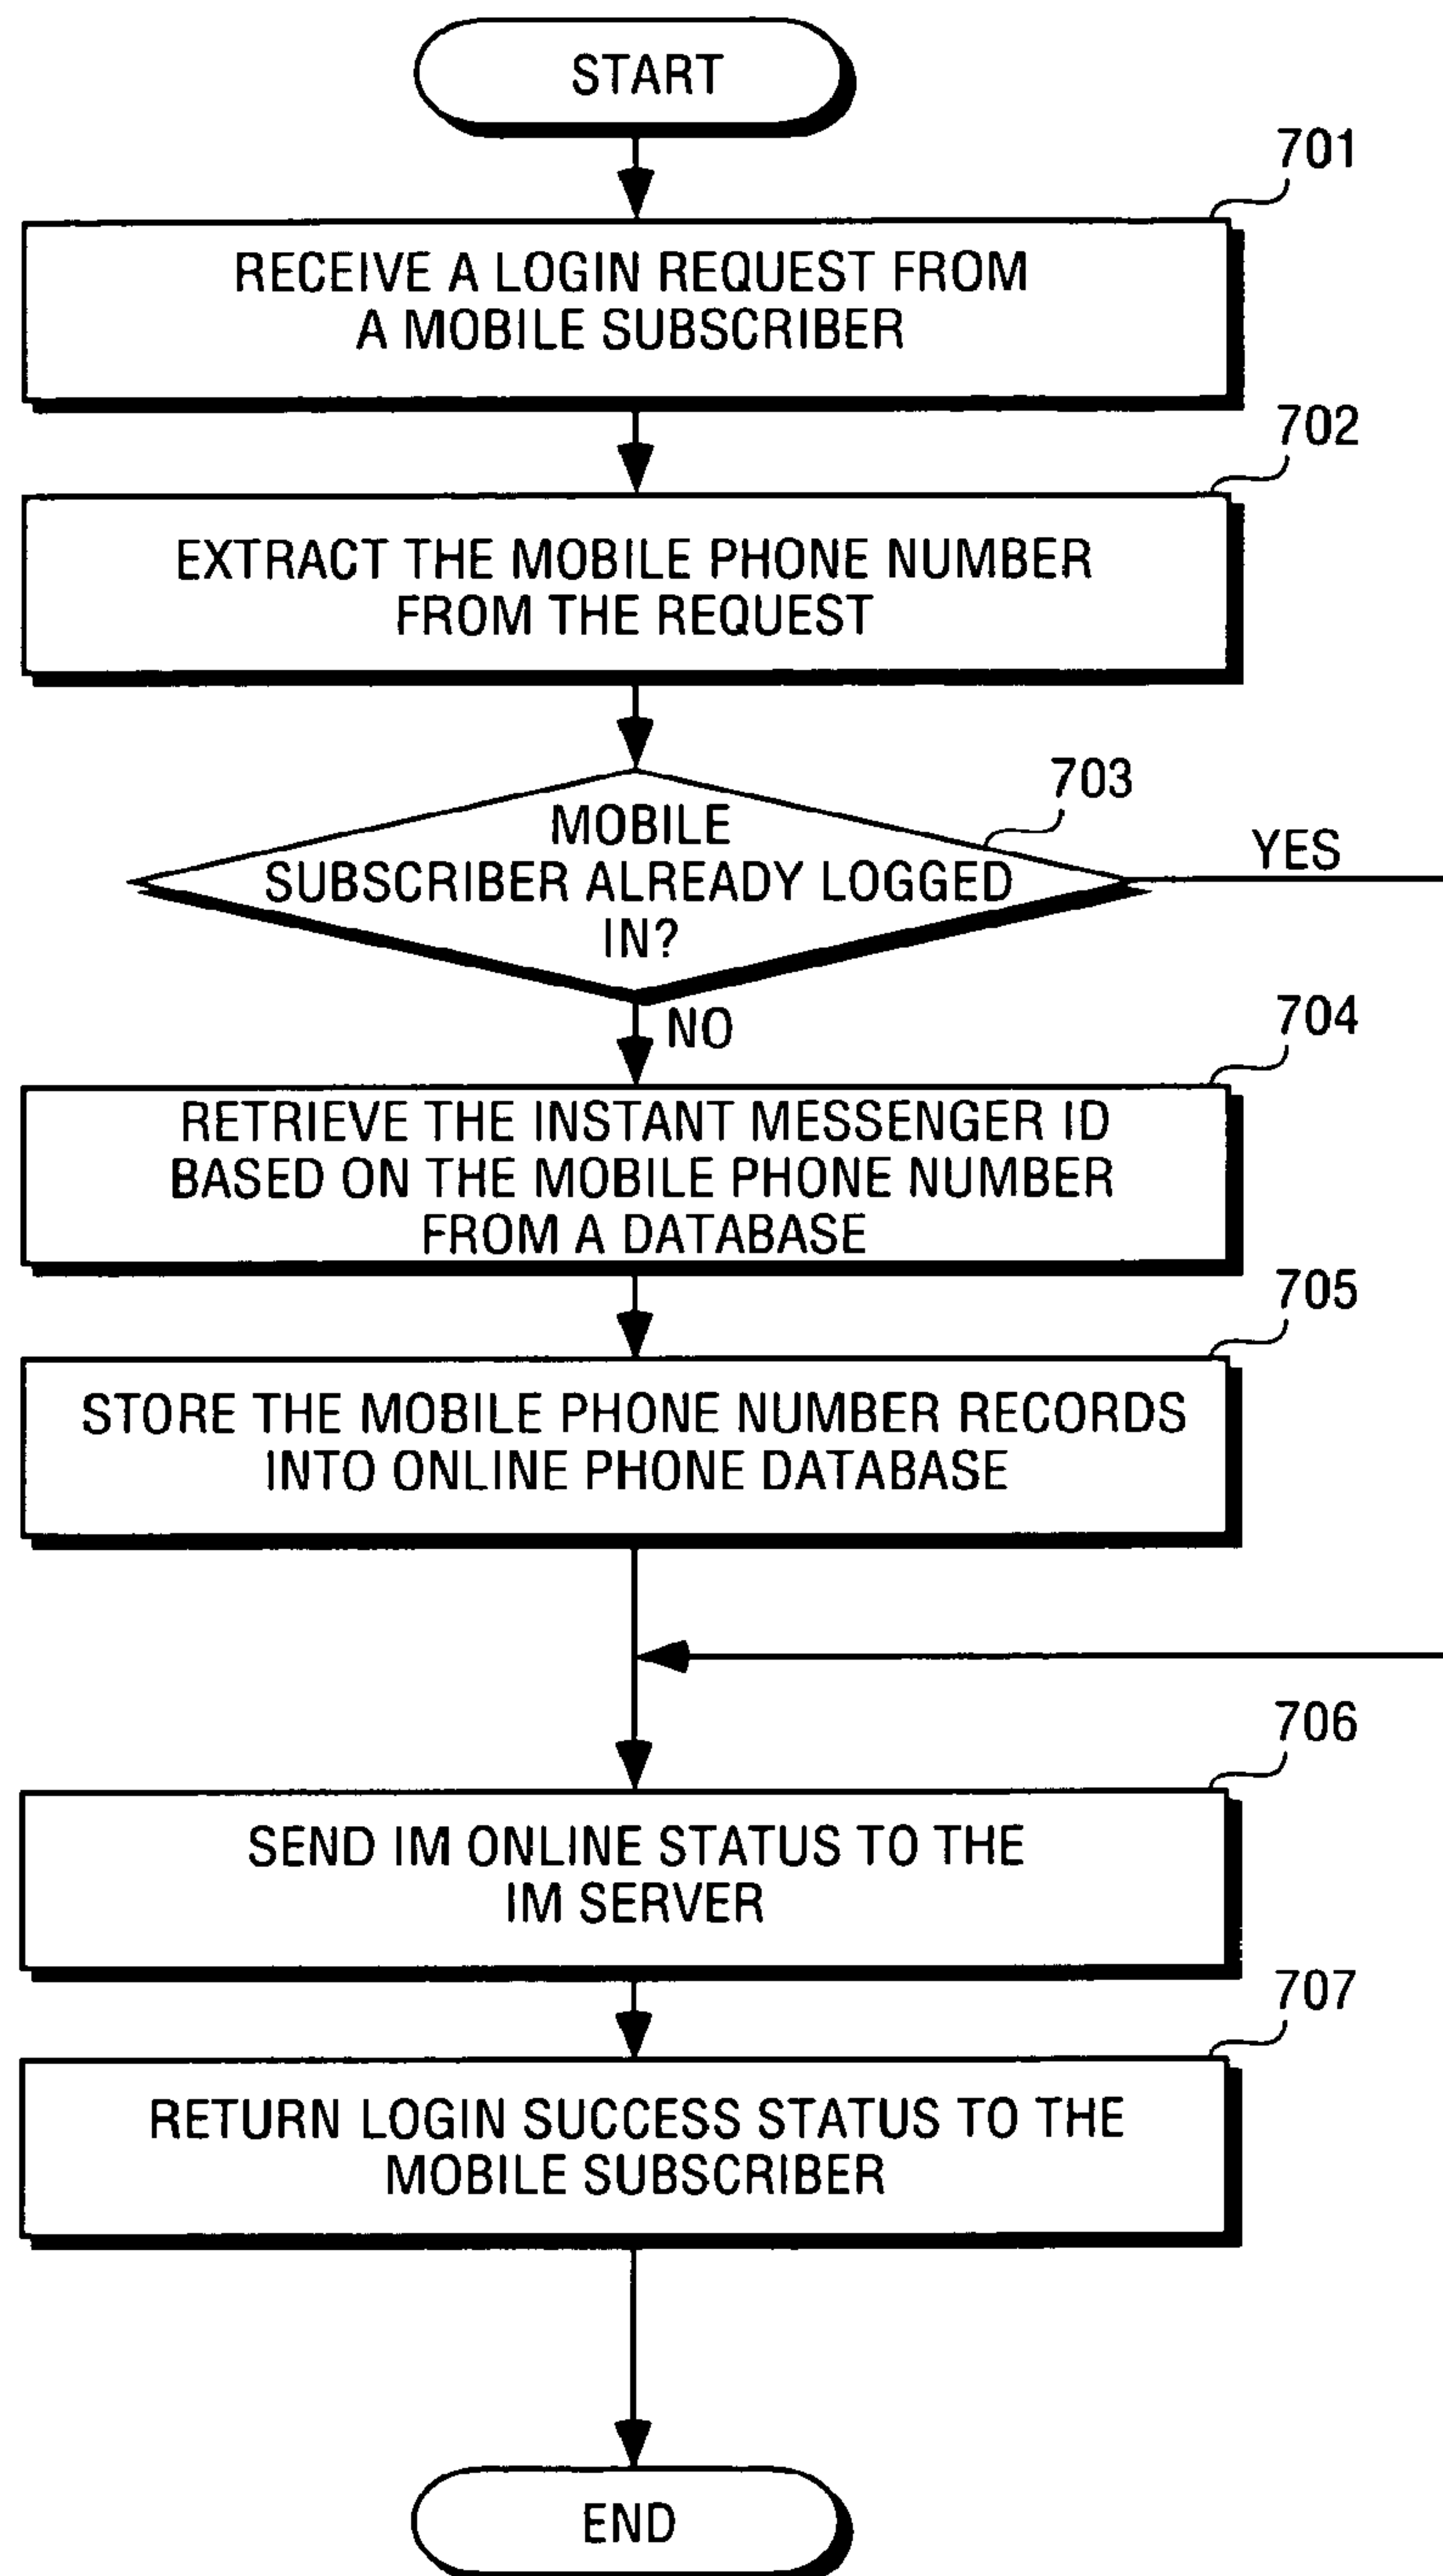 START
701
RECEIVE A LOGIN REQUEST FROM
A MOBILE SUBSCRIBER
702
EXTRACT THE MOBILE PHONE NUMBER
FROM THE REQUEST
703
MOBILE
SUBSCRIBER ALREADY LOGGED
IN?
YES
NO
704
RETRIEVE THE INSTANT MESSENGER ID
BASED ON THE MOBILE PHONE NUMBER
FROM A DATABASE
705
STORE THE MOBILE PHONE NUMBER RECORDS
INTO ONLINE PHONE DATABASE
706
SEND IM ONLINE STATUS TO THE
IM SERVER
707
RETURN LOGIN SUCCESS STATUS TO THE
MOBILE SUBSCRIBER
END